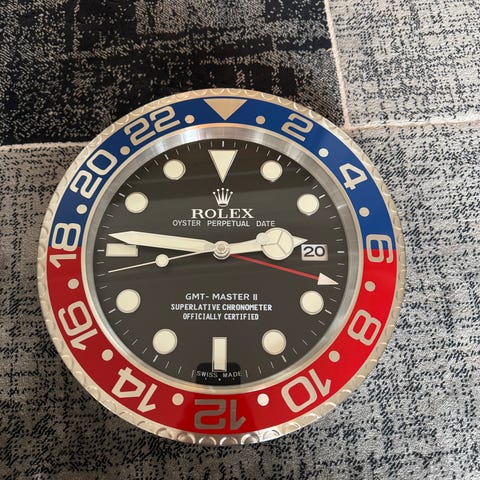 2
4
6
8
10
12
14
16
18
20
22
ROLEX
OYSTER PERPETUAL DATE
20
GMT- MASTER II
SUPERLATIVE CHRONOMETER
OFFICIALLY CERTIFIED
SWISS MADE